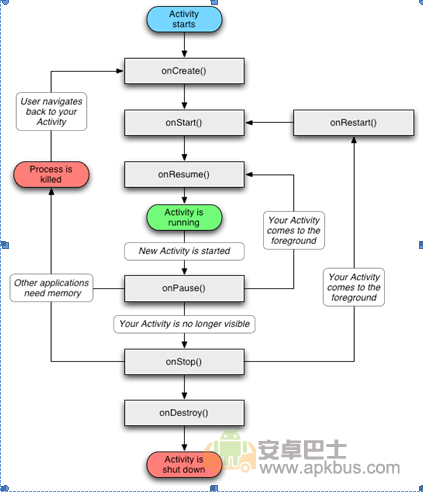 Activity
starts
onCreate()
User navigates
back to your
Activity
onStart()
onRestart()
Process is
killed
onResume()
Activity is
running
New Activity is started
Your Activity
comes to the
foreground
Other applications
need memory
onPause()
Your Activity
comes to the
foreground
Your Activity is no longer visible
onStop()
onDestroy()
Activity is
shut down
安卓巴士
www.apkbus.com